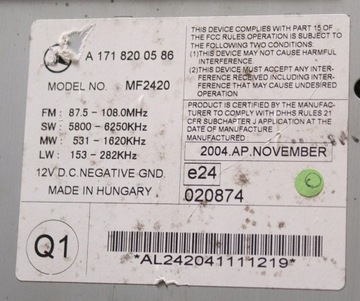 A 171 820 05 86
MODEL NO. MF2420
FM: 87.5 - 108.0MHz
SW: 5800 - 6250KHz
MW: 531 - 1620KHz
LW: 153 - 282KHz
12V D.C. NEGATIVE GND.
MADE IN HUNGARY
THIS DEVICE COMPLIES WITH PART 15 OF
THE FCC RULES OPERATION IS SUBJECT TO
THE FOLLOWING TWO CONDITIONS:
(1)THIS DEVICE MAY NOT CAUSE HARMFUL
INTERFERENCE, AND
(2)THIS DEVICE MUST ACCEPT ANY INTER-
FERENCE RECEIVED INCLUDING INTER-
FERENCE THAT MAY CAUSE UNDESIRED
OPERATION
PRODUCT IS CERTIFIED BY THE MANUFAC-
TURER TO COMPLY WITH DHHS RULES 21
CFR SUBCHAPTER J APPLICATION AT THE
DATE OF MANUFACTURE
MANUFACTURED
2004.AP.NOVEMBER
e24
020874
Q1
*AL242041111219*